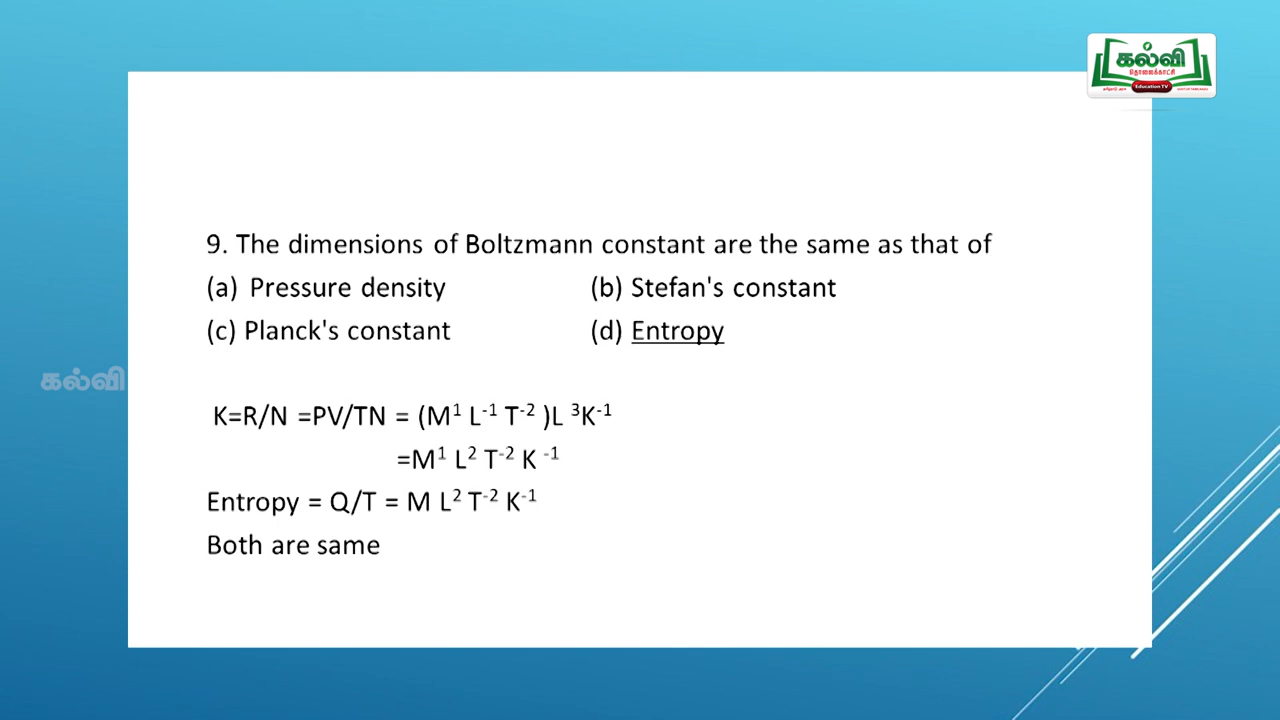 கல்வி
தொலைக்காட்சி
Education TV
9. The dimensions of Boltzmann constant are the same as that of
(a) Pressure density (b) Stefan's constant
(c) Planck's constant (d) Entropy
கல்வி
K=R/N =PV/TN = (M¹ L⁻¹ T⁻² )L ³K⁻¹
=M¹ L² T⁻² K ⁻¹
Entropy = Q/T = M L² T⁻² K⁻¹
Both are same